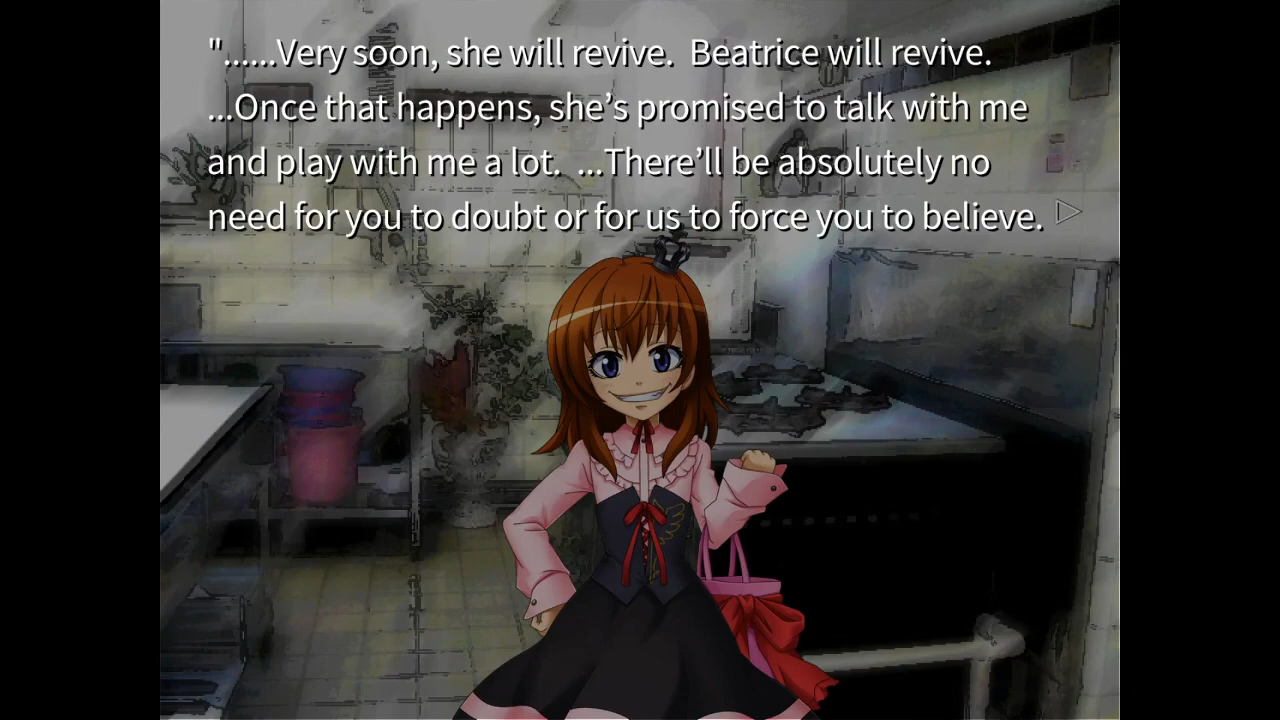 "......Very soon, she will revive.  Beatrice will revive.
...Once that happens, she’s promised to talk with me
and play with me a lot.  ...There’ll be absolutely no
need for you to doubt or for us to force you to believe.